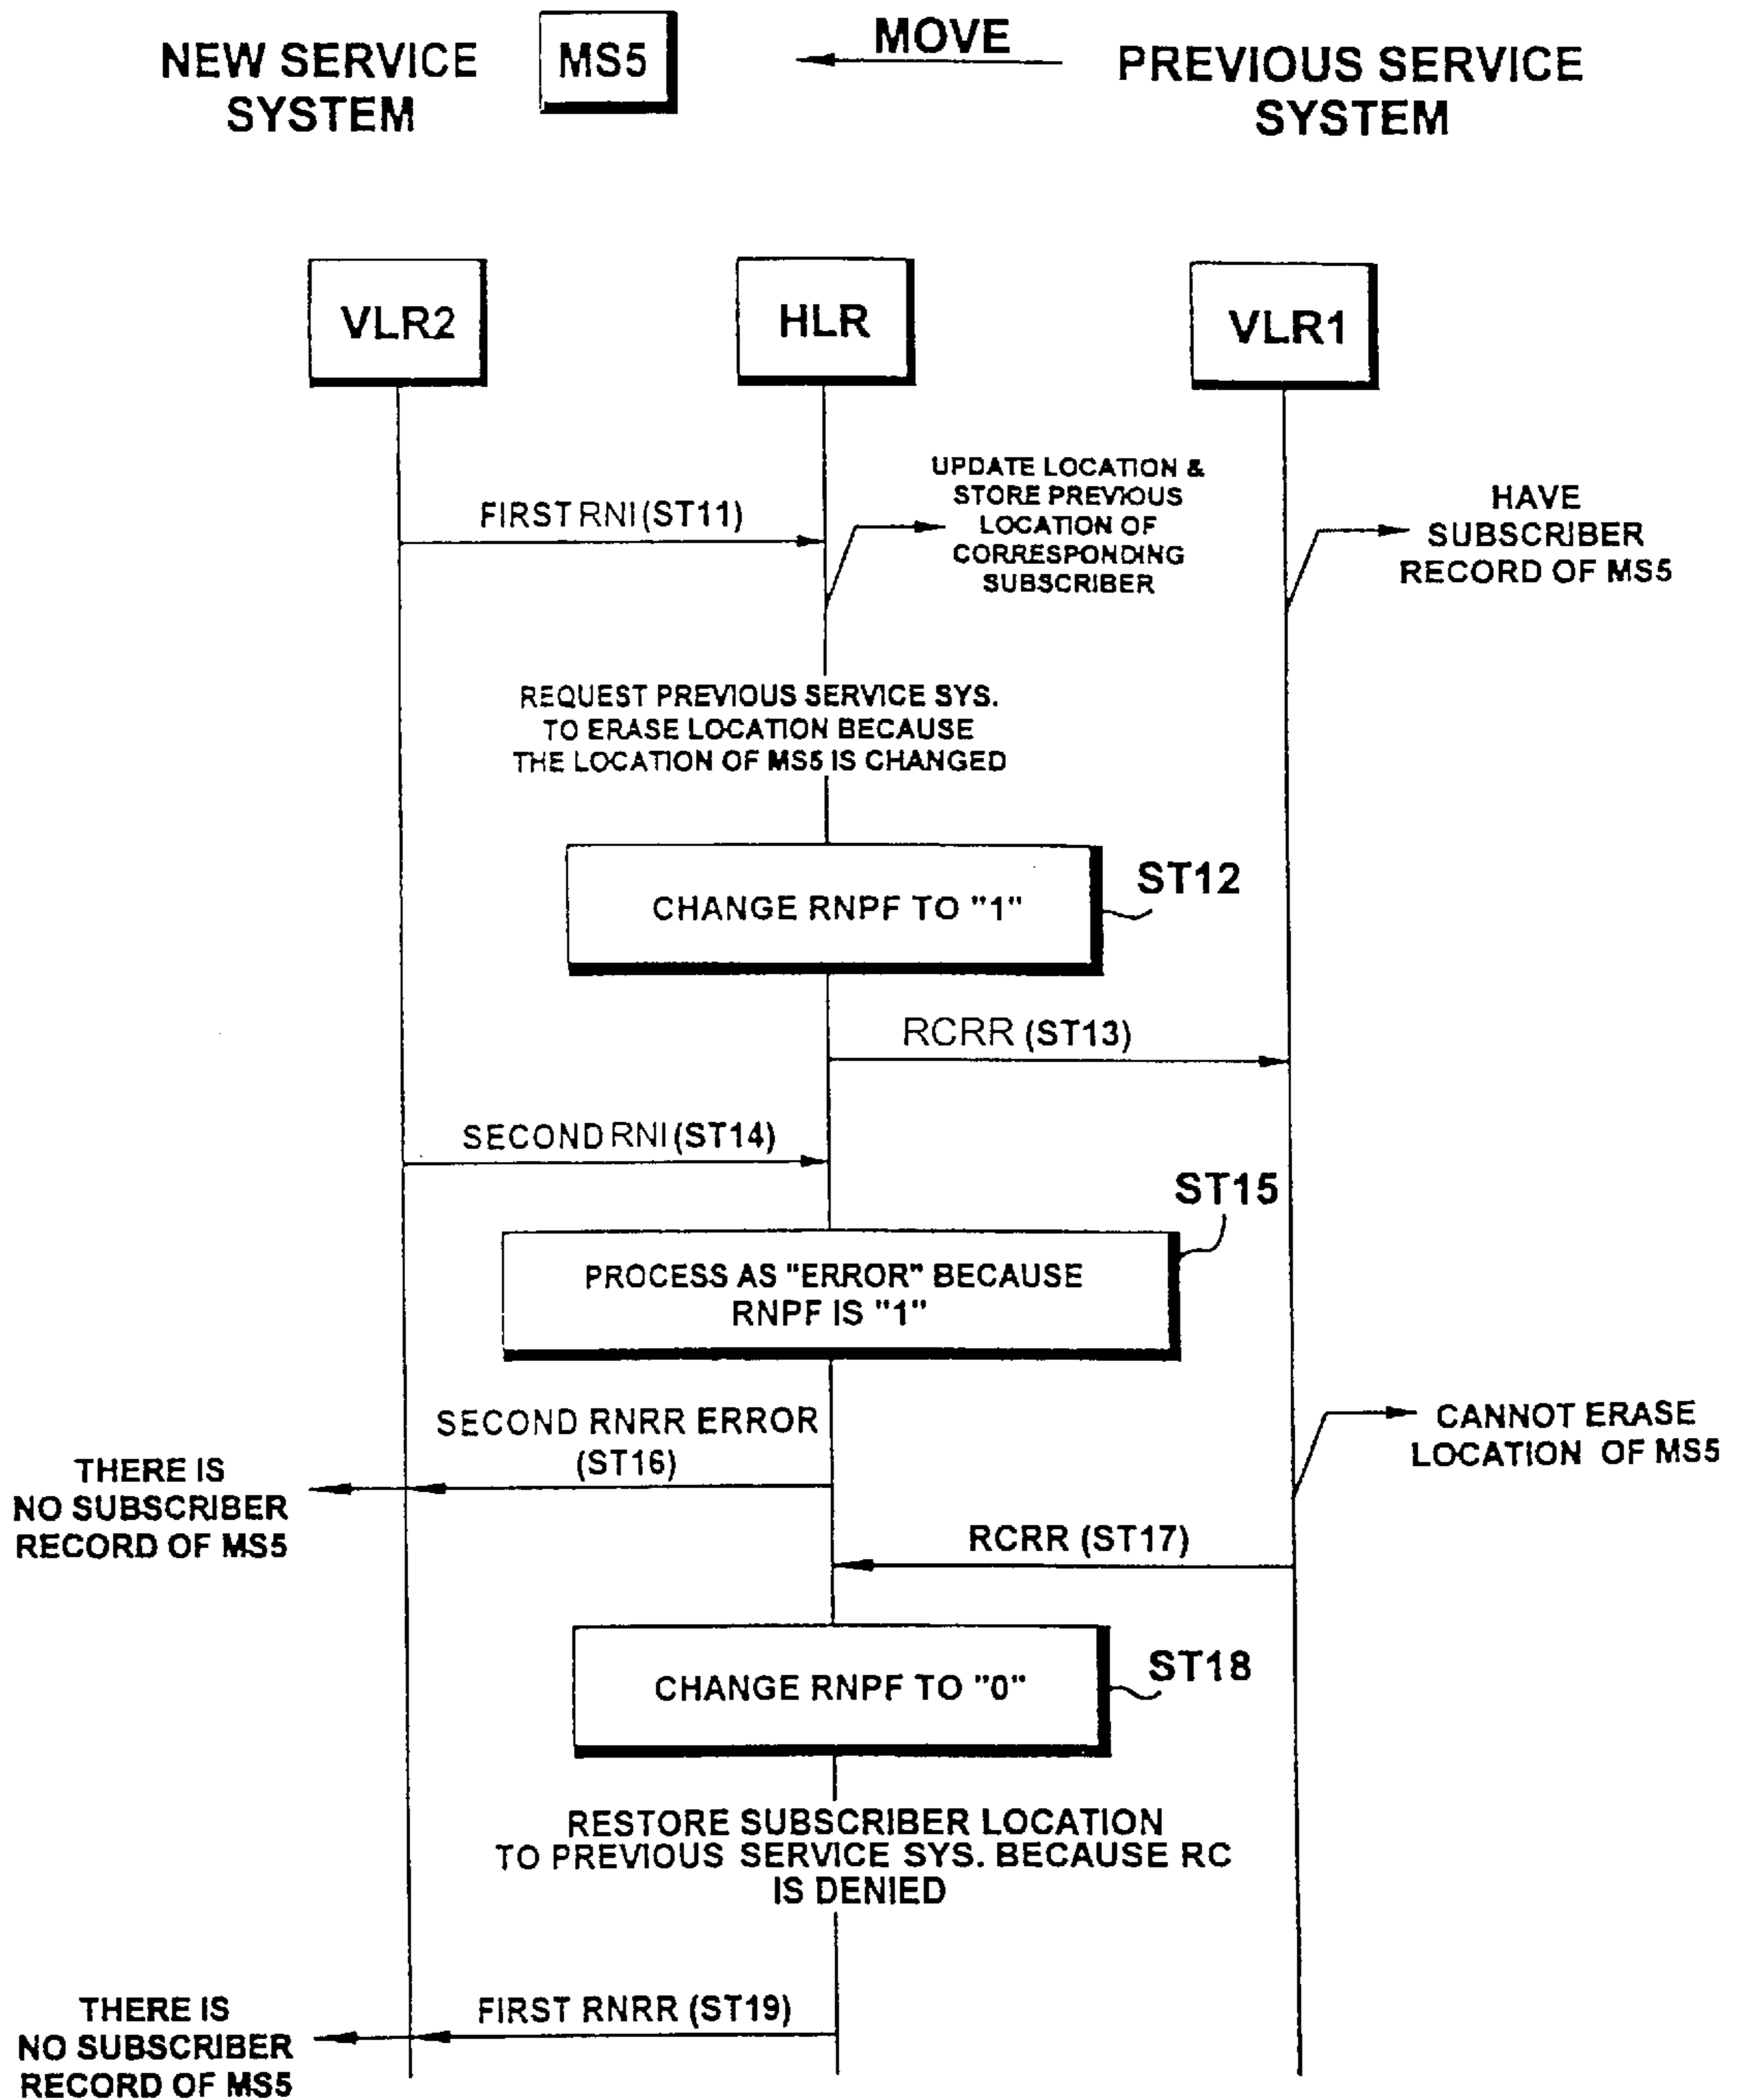 NEW SERVICE
SYSTEM
MS5
MOVE
PREVIOUS SERVICE
SYSTEM
VLR2
HLR
VLR1
FIRST RNI (ST11)
UPDATE LOCATION &
STORE PREVIOUS
LOCATION OF
CORRESPONDING
SUBSCRIBER
HAVE
SUBSCRIBER
RECORD OF MS5
REQUEST PREVIOUS SERVICE SYS.
TO ERASE LOCATION BECAUSE
THE LOCATION OF MS5 IS CHANGED
CHANGE RNPF TO "1"
ST12
RCRR (ST13)
SECOND RNI (ST14)
ST15
PROCESS AS "ERROR" BECAUSE
RNPF IS "1"
SECOND RNRR ERROR
(ST16)
THERE IS
NO SUBSCRIBER
RECORD OF MS5
CANNOT ERASE
LOCATION OF MS5
RCRR (ST17)
CHANGE RNPF TO "0"
ST18
RESTORE SUBSCRIBER LOCATION
TO PREVIOUS SERVICE SYS. BECAUSE RC
IS DENIED
FIRST RNRR (ST19)
THERE IS
NO SUBSCRIBER
RECORD OF MS5